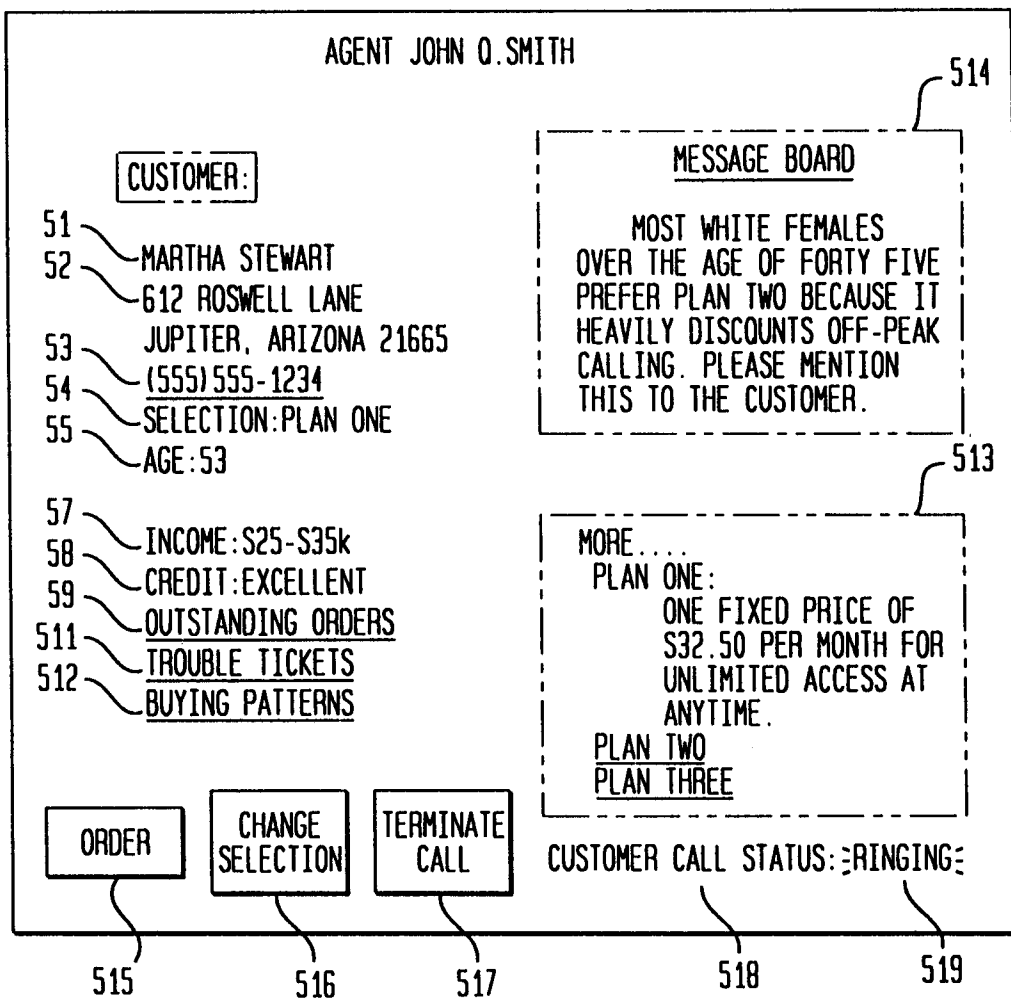 AGENT JOHN Q.SMITH
514
CUSTOMER:
MESSAGE BOARD
MOST WHITE FEMALES
OVER THE AGE OF FORTY FIVE
PREFER PLAN TWO BECAUSE IT
HEAVILY DISCOUNTS OFF-PEAK
CALLING. PLEASE MENTION
THIS TO THE CUSTOMER.
51
MARTHA STEWART
52
612 ROSWELL LANE
JUPITER, ARIZONA 21665
53
(555)555-1234
54
SELECTION:PLAN ONE
55
AGE:53
513
57
INCOME:$25-$35k
58
CREDIT:EXCELLENT
59
OUTSTANDING ORDERS
511
TROUBLE TICKETS
512
BUYING PATTERNS
MORE....
PLAN ONE:
ONE FIXED PRICE OF
$32.50 PER MONTH FOR
UNLIMITED ACCESS AT
ANYTIME.
PLAN TWO
PLAN THREE
ORDER
CHANGE
SELECTION
TERMINATE
CALL
CUSTOMER CALL STATUS: RINGING
515
516
517
518
519